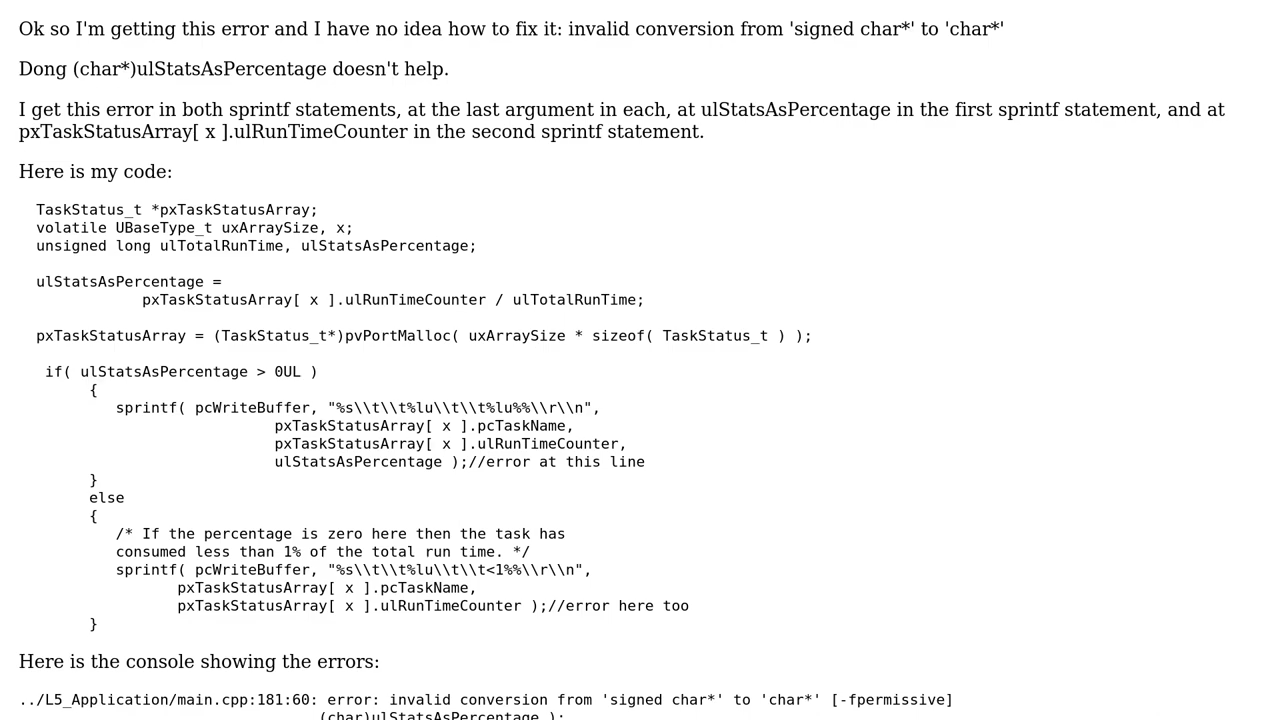 Ok so I'm getting this error and I have no idea how to fix it: invalid conversion from 'signed char*' to 'char*'
Dong (char*)ulStatsAsPercentage doesn't help.
I get this error in both sprintf statements, at the last argument in each, at ulStatsAsPercentage in the first sprintf statement, and at
pxTaskStatusArray[ x ].ulRunTimeCounter in the second sprintf statement.
Here is my code:
TaskStatus_t *pxTaskStatusArray;
volatile UBaseType_t uxArraySize, x;
unsigned long ulTotalRunTime, ulStatsAsPercentage;
ulStatsAsPercentage =
pxTaskStatusArray[ x ].ulRunTimeCounter / ulTotalRunTime;
pxTaskStatusArray = (TaskStatus_t*)pvPortMalloc( uxArraySize * sizeof( TaskStatus_t ) );
if( ulStatsAsPercentage > 0UL )
{
sprintf( pcWriteBuffer, "%s\\t\\t%lu\\t\\t%lu%%\\r\\n",
pxTaskStatusArray[ x ].pcTaskName,
pxTaskStatusArray[ x ].ulRunTimeCounter,
ulStatsAsPercentage );//error at this line
}
else
{
/* If the percentage is zero here then the task has
consumed less than 1% of the total run time. */
sprintf( pcWriteBuffer, "%s\\t\\t%lu\\t\\t<1%%\\r\\n",
pxTaskStatusArray[ x ].pcTaskName,
pxTaskStatusArray[ x ].ulRunTimeCounter );//error here too
}
Here is the console showing the errors:
../L5_Application/main.cpp:181:60: error: invalid conversion from 'signed char*' to 'char*' [-fpermissive]
(char)ulStatsAsPercentage );